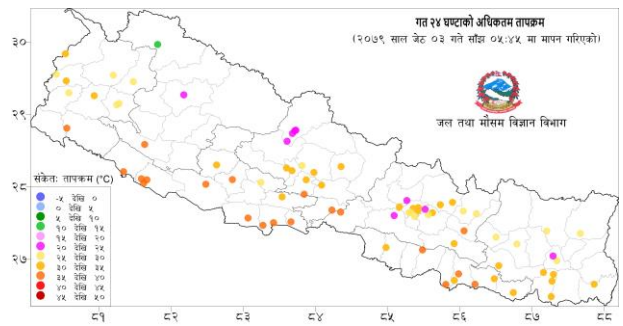 गत २४ घण्टाको अधिकतम तापक्रम
(२०७९ साल जेठ ०३ गते साँझ ०५:४५ मा मापन गरिएको)
जल तथा मौसम विज्ञान विभाग
३०
२९
२८
२७
संकेतः तापक्रम (°C)
-५ देखि ०
० देखि ५
५ देखि १०
१० देखि १५
१५ देखि २०
२० देखि २५
२५ देखि ३०
३० देखि ३५
३५ देखि ४०
४० देखि ४५
४५ देखि ५०
८१ ८२ ८३ ८४ ८५ ८६ ८७ ८८